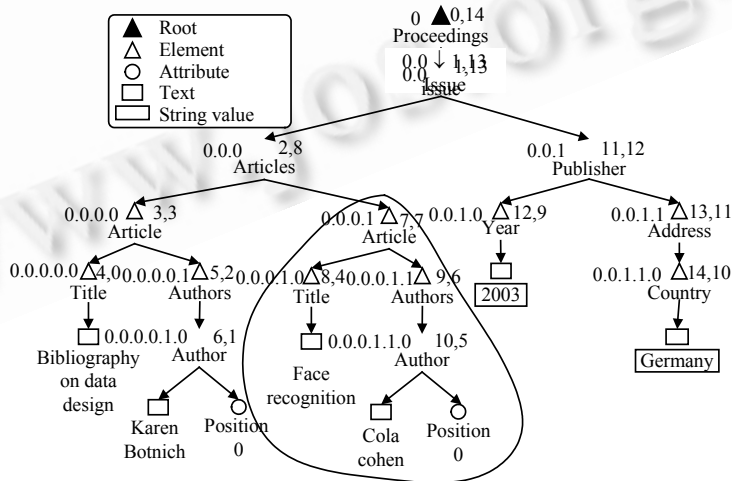 Root
Element
Attribute
Text
String value
0 0,14
Proceedings
0.0 1,13
0.0 1,13
Issue
Issue
0.0.0 2,8
Articles
0.0.1 11,12
Publisher
0.0.0.0 3,3
Article
0.0.0.1 7,7
Article
0.0.1.0 12,9
Year
0.0.1.1 13,11
Address
0.0.0.0.0 4,0
Title
0.0.0.0.1 5,2
Authors
0.0.0.1.0 8,4
Title
0.0.0.1.1 9,6
Authors
2003
0.0.1.1.0 14,10
Country
Bibliography
on data
design
0.0.0.0.1.0 6,1
Author
Face
recognition
0.0.0.1.1.0 10,5
Author
Germany
Karen
Botnich
Position
0
Cola
cohen
Position
0